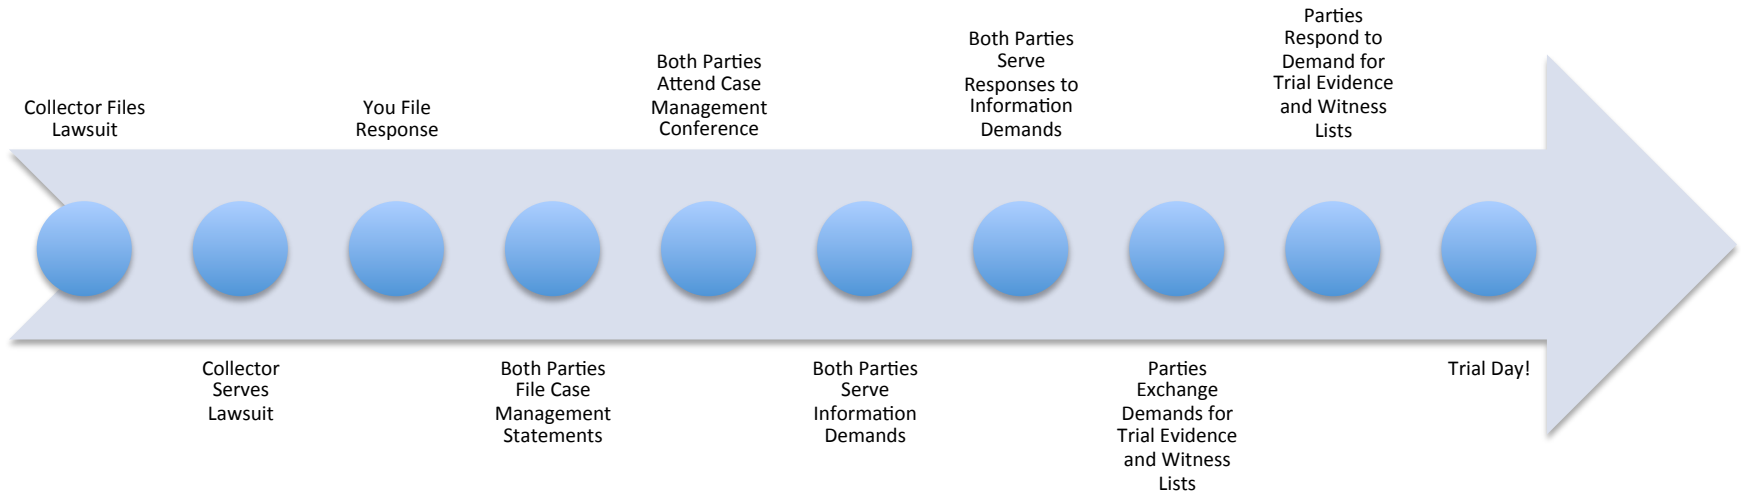 Collector Files
Lawsuit
Collector
Serves
Lawsuit
You File
Response
Both Parties
File Case
Management
Statements
Both Parties
Attend Case
Management
Conference
Both Parties
Serve
Information
Demands
Both Parties
Serve
Responses to
Information
Demands
Parties
Exchange
Demands for
Trial Evidence
and Witness
Lists
Parties
Respond to
Demand for
Trial Evidence
and Witness
Lists
Trial Day!